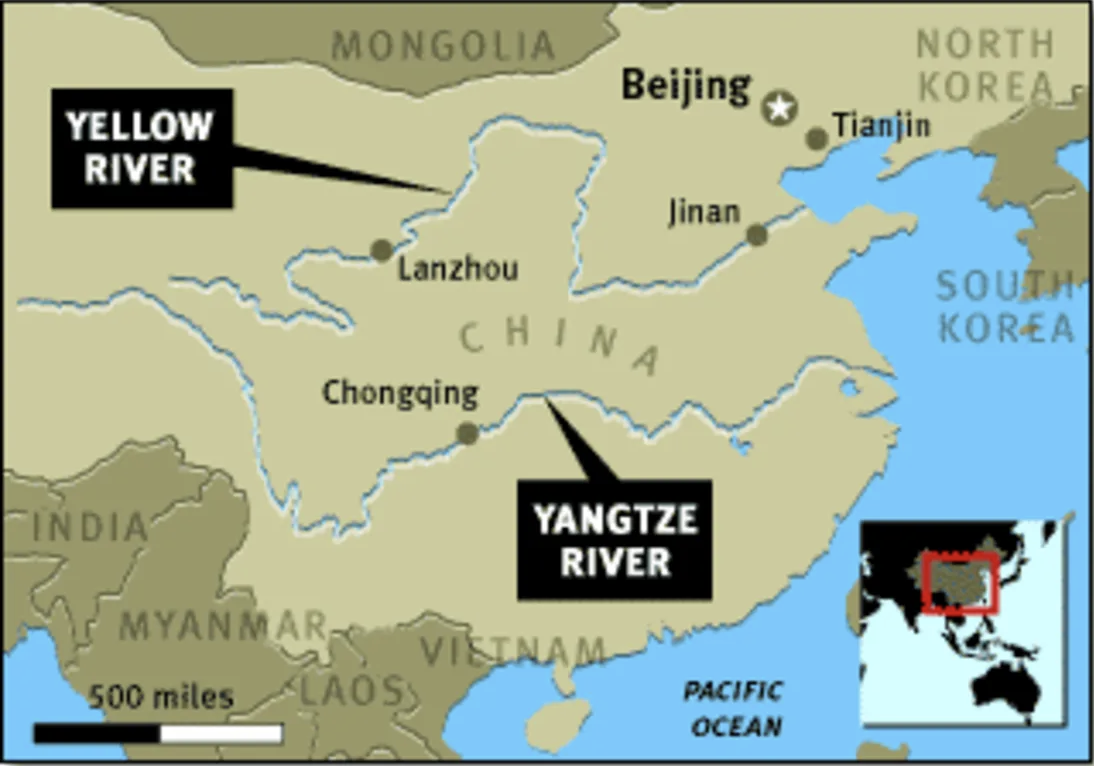 MONGOLIA
NORTH
KOREA
Beijing
Tianjin
YELLOW
RIVER
Jinan
Lanzhou
SOUTH
KOREA
CHINA
Chongqing
YANGTZE
RIVER
INDIA
MYANMAR
VIETNAM
LAOS
500 miles
PACIFIC
OCEAN